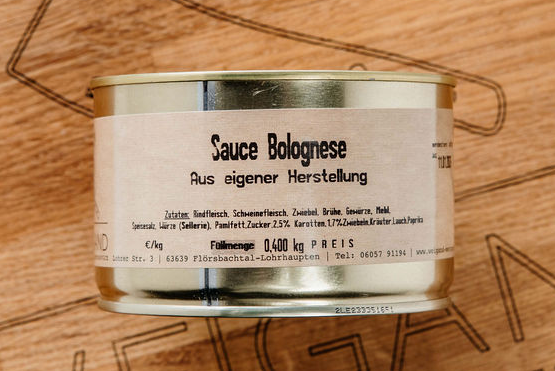 Sauce Bolognese
Aus eigener Herstellung
Zutaten: Rindfleisch, Schweinefleisch, Zwiebel, Brühe, Gewürze, Mehl,
Speisesalz, Würze (Sellerie), Pamifett,Zucker,2.5% Karotten,1,7%Zwiebeln,Kräuter,Lauch,Paprika
€/kg Füllmenge 0,400 kg PREIS
Lohrer Str. 3 | 63639 Flörsbachtal-Lohrhaupten | Tel: 06057 91194 |